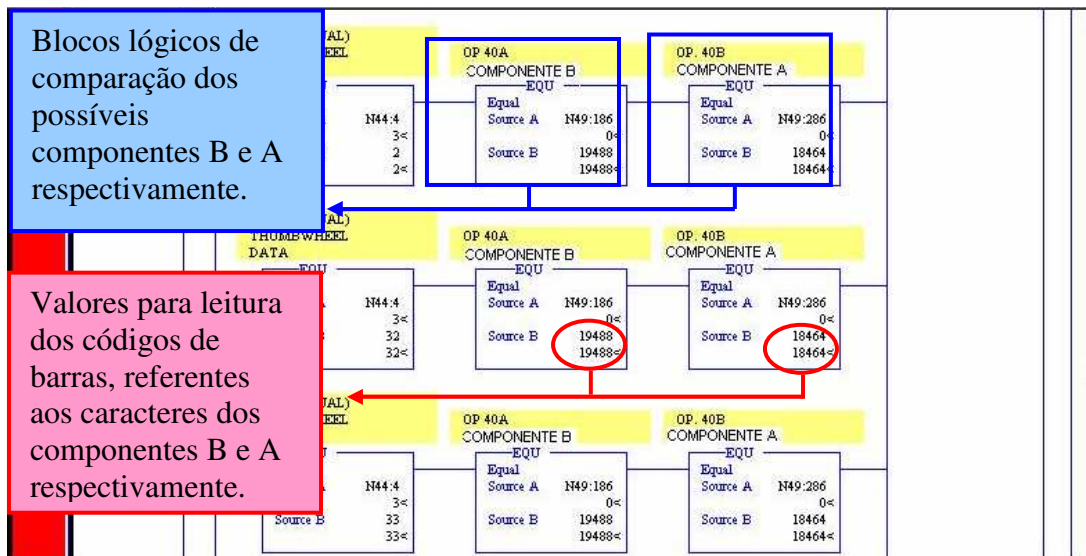 Blocos lógicos de
comparação dos
possíveis
componentes B e A
respectivamente.
OP 40A
COMPONENTE B
EQU
Equal
Source A N49:186
0<
Source B 19488
19488<
OP. 40B
COMPONENTE A
EQU
Equal
Source A N49:286
0<
Source B 18464
18464<
N44:4
3<
2
2<
THUMBWHEEL
DATA
EQU
N44:4
3<
32
32<
OP 40A
COMPONENTE B
EQU
Equal
Source A N49:186
0<
Source B 19488
19488<
OP. 40B
COMPONENTE A
EQU
Equal
Source A N49:286
0<
Source B 18464
18464<
Valores para leitura
dos códigos de
barras, referentes
aos caracteres dos
componentes B e A
respectivamente.
N44:4
3<
Source B 33
33<
OP 40A
COMPONENTE B
EQU
Equal
Source A N49:186
0<
Source B 19488
19488<
OP. 40B
COMPONENTE A
EQU
Equal
Source A N49:286
0<
Source B 18464
18464<